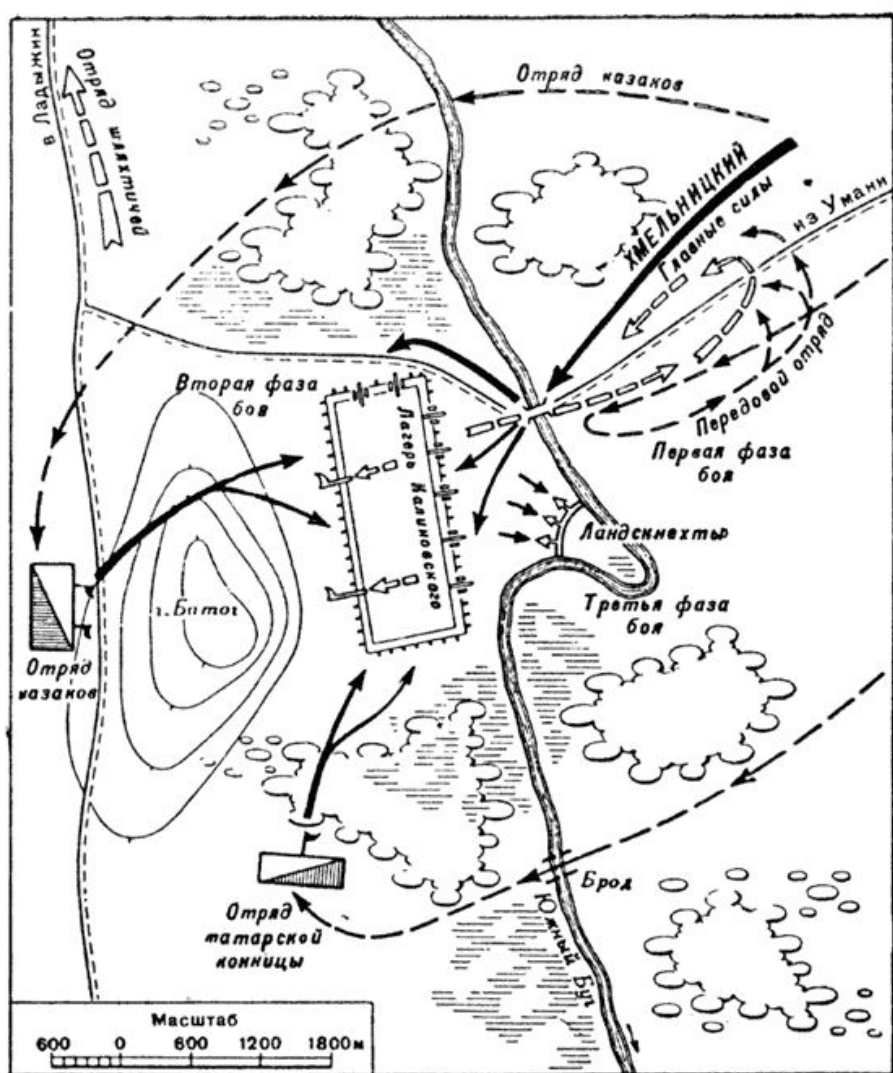 в Ладыжин
Отряд шляхтичей
Отряд казаков
ХМЕЛЬНИЦКИЙ
Главные силы
из Умани
Передовой отряд
Первая фаза
боя
Вторая фаза
боя
Лагерь Калиновского
Ландскнехты
Третья фаза
боя
г. Батог
Отряд
казаков
Отряд
татарской
конницы
Брод
Южный Буг
Масштаб
600 0 600 1200 1800 м